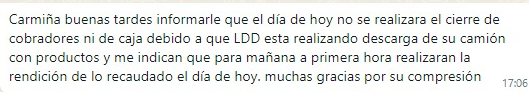 Carmiña buenas tardes informarle que el día de hoy no se realizara el cierre de
cobradores ni de caja debido a que LDD esta realizando descarga de su camión
con productos y me indican que para mañana a primera hora realizaran la
rendición de lo recaudado el día de hoy. muchas gracias por su compresión
17:06